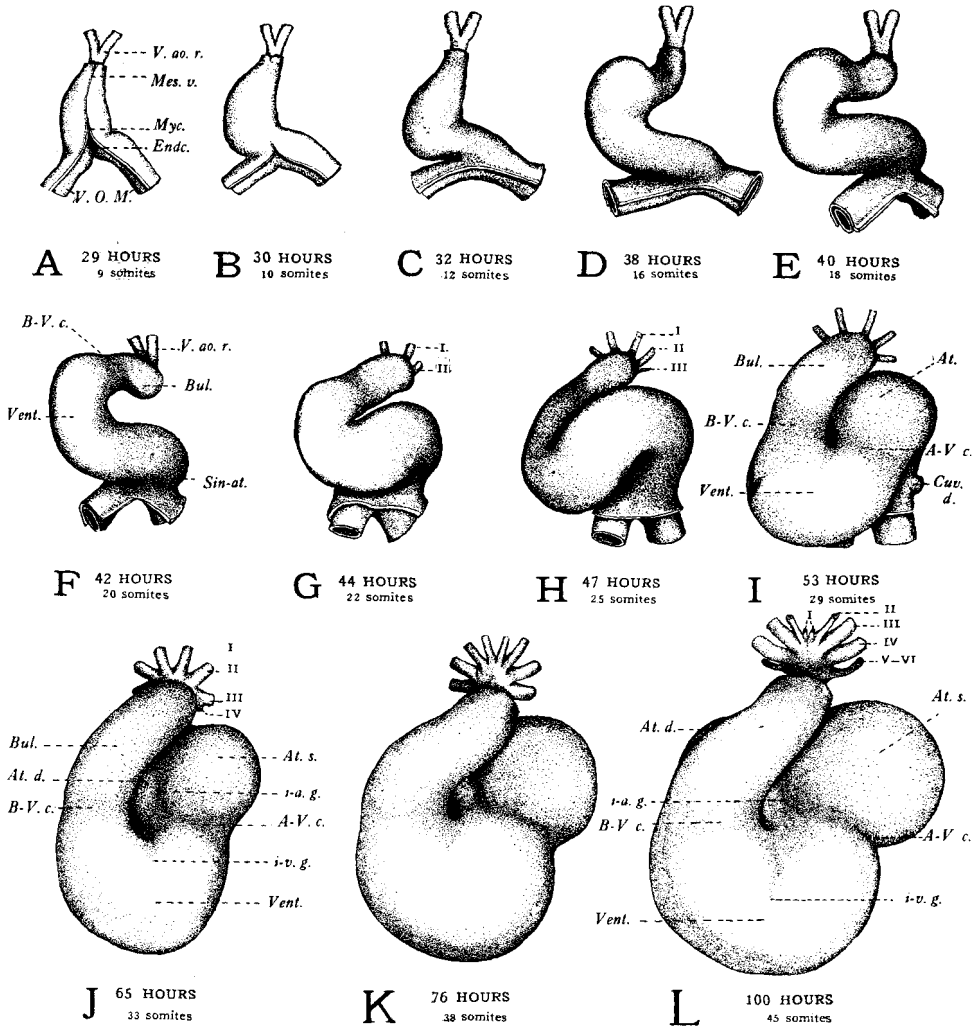 V. ao. r.
Mes. v.
Myc.
Endc.
V. O. M.
A 29 HOURS
9 somites
B 30 HOURS
10 somites
C 32 HOURS
12 somites
D 38 HOURS
16 somites
E 40 HOURS
18 somites
B-V. c.
V. ao. r.
Bul.
Vent.
Sin-at.
F 42 HOURS
20 somites
I.
II
G 44 HOURS
22 somites
I
II
III
H 47 HOURS
25 somites
Bul.
At.
B-V c.
A-V c.
Vent.
Cuv.
d.
I 53 HOURS
29 somites
I
II
III
IV
Bul.
At. s.
At. d.
i-a. g.
B-V. c.
A-V. c.
i-v. g.
Vent.
J 65 HOURS
33 somites
K 76 HOURS
38 somites
I
II
III
IV
V-VI
At. s.
At. d.
i-a. g.
B-V c.
A-V c.
i-v. g.
Vent.
L 100 HOURS
45 somites